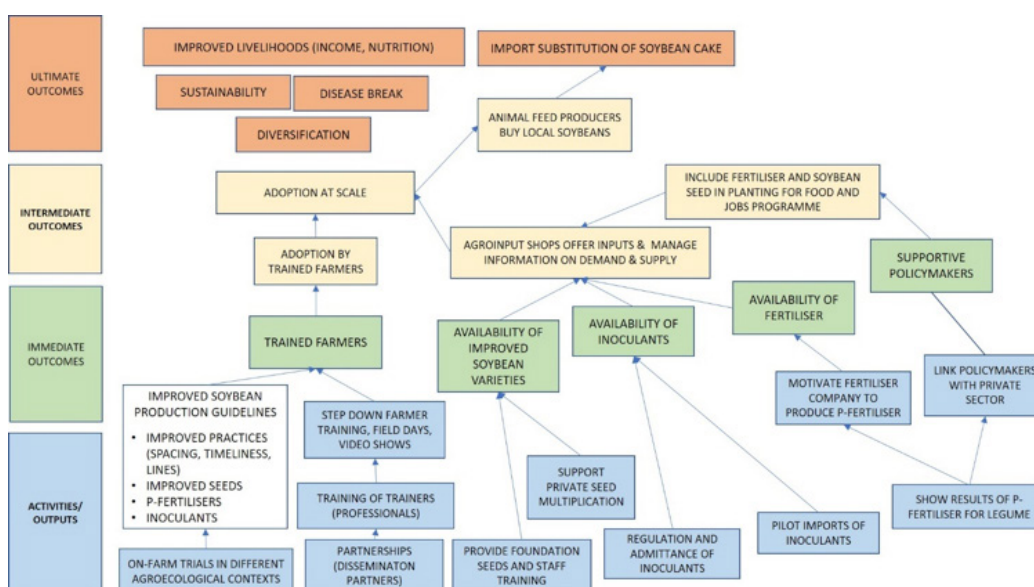 ULTIMATE
OUTCOMES
IMPROVED LIVELIHOODS (INCOME, NUTRITION)
SUSTAINABILITY
DISEASE BREAK
DIVERSIFICATION
IMPORT SUBSTITUTION OF SOYBEAN CAKE
ANIMAL FEED PRODUCERS
BUY LOCAL SOYBEANS
INTERMEDIATE
OUTCOMES
ADOPTION AT SCALE
ADOPTION BY
TRAINED FARMERS
INCLUDE FERTILISER AND SOYBEAN
SEED IN PLANTING FOR FOOD AND
JOBS PROGRAMME
AGROINPUT SHOPS OFFER INPUTS & MANAGE
INFORMATION ON DEMAND & SUPPLY
SUPPORTIVE
POLICYMAKERS
IMMEDIATE
OUTCOMES
TRAINED FARMERS
AVAILABILITY OF
IMPROVED
SOYBEAN
VARIETIES
AVAILABILITY OF
INOCULANTS
AVAILABILITY OF
FERTILISER
MOTIVATE FERTILISER
COMPANY TO
PRODUCE P-FERTILISER
LINK POLICYMAKERS
WITH PRIVATE
SECTOR
ACTIVITIES/
OUTPUTS
IMPROVED SOYBEAN
PRODUCTION GUIDELINES
• IMPROVED PRACTICES
(SPACING, TIMELINESS,
LINES)
• IMPROVED SEEDS
• P-FERTILISERS
• INOCULANTS
STEP DOWN FARMER
TRAINING, FIELD DAYS,
VIDEO SHOWS
TRAINING OF TRAINERS
(PROFESSIONALS)
SUPPORT
PRIVATE SEED
MULTIPLICATION
SHOW RESULTS OF P-
FERTILISER FOR LEGUME
PILOT IMPORTS OF
INOCULANTS
ON-FARM TRIALS IN DIFFERENT
AGROECOLOGICAL CONTEXTS
PARTNERSHIPS
(DISSEMINATON
PARTNERS)
PROVIDE FOUNDATION
SEEDS AND STAFF
TRAINING
REGULATION AND
ADMITTANCE OF
INOCULANTS